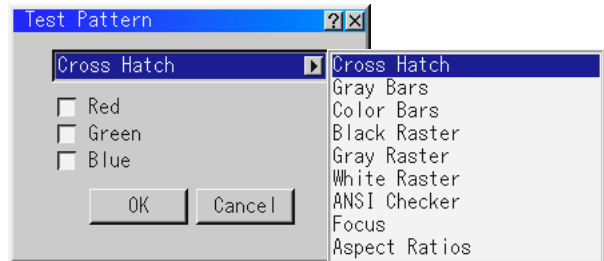 Test Pattern
Cross Hatch
Red
Green
Blue
OK Cancel
Cross Hatch
Gray Bars
Color Bars
Black Raster
Gray Raster
White Raster
ANSI Checker
Focus
Aspect Ratios